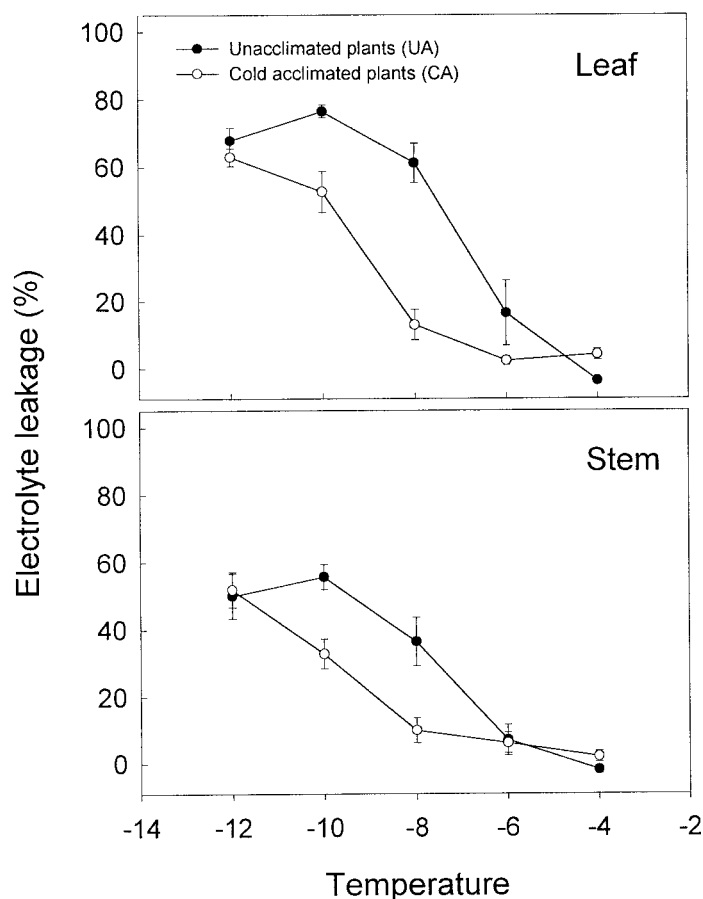 100
80
60
40
20
0
Unacclimated plants (UA)
Cold acclimated plants (CA)
Leaf
Electrolyte leakage (%)
100
80
60
40
20
0
Stem
-14 -12 -10 -8 -6 -4 -2
Temperature